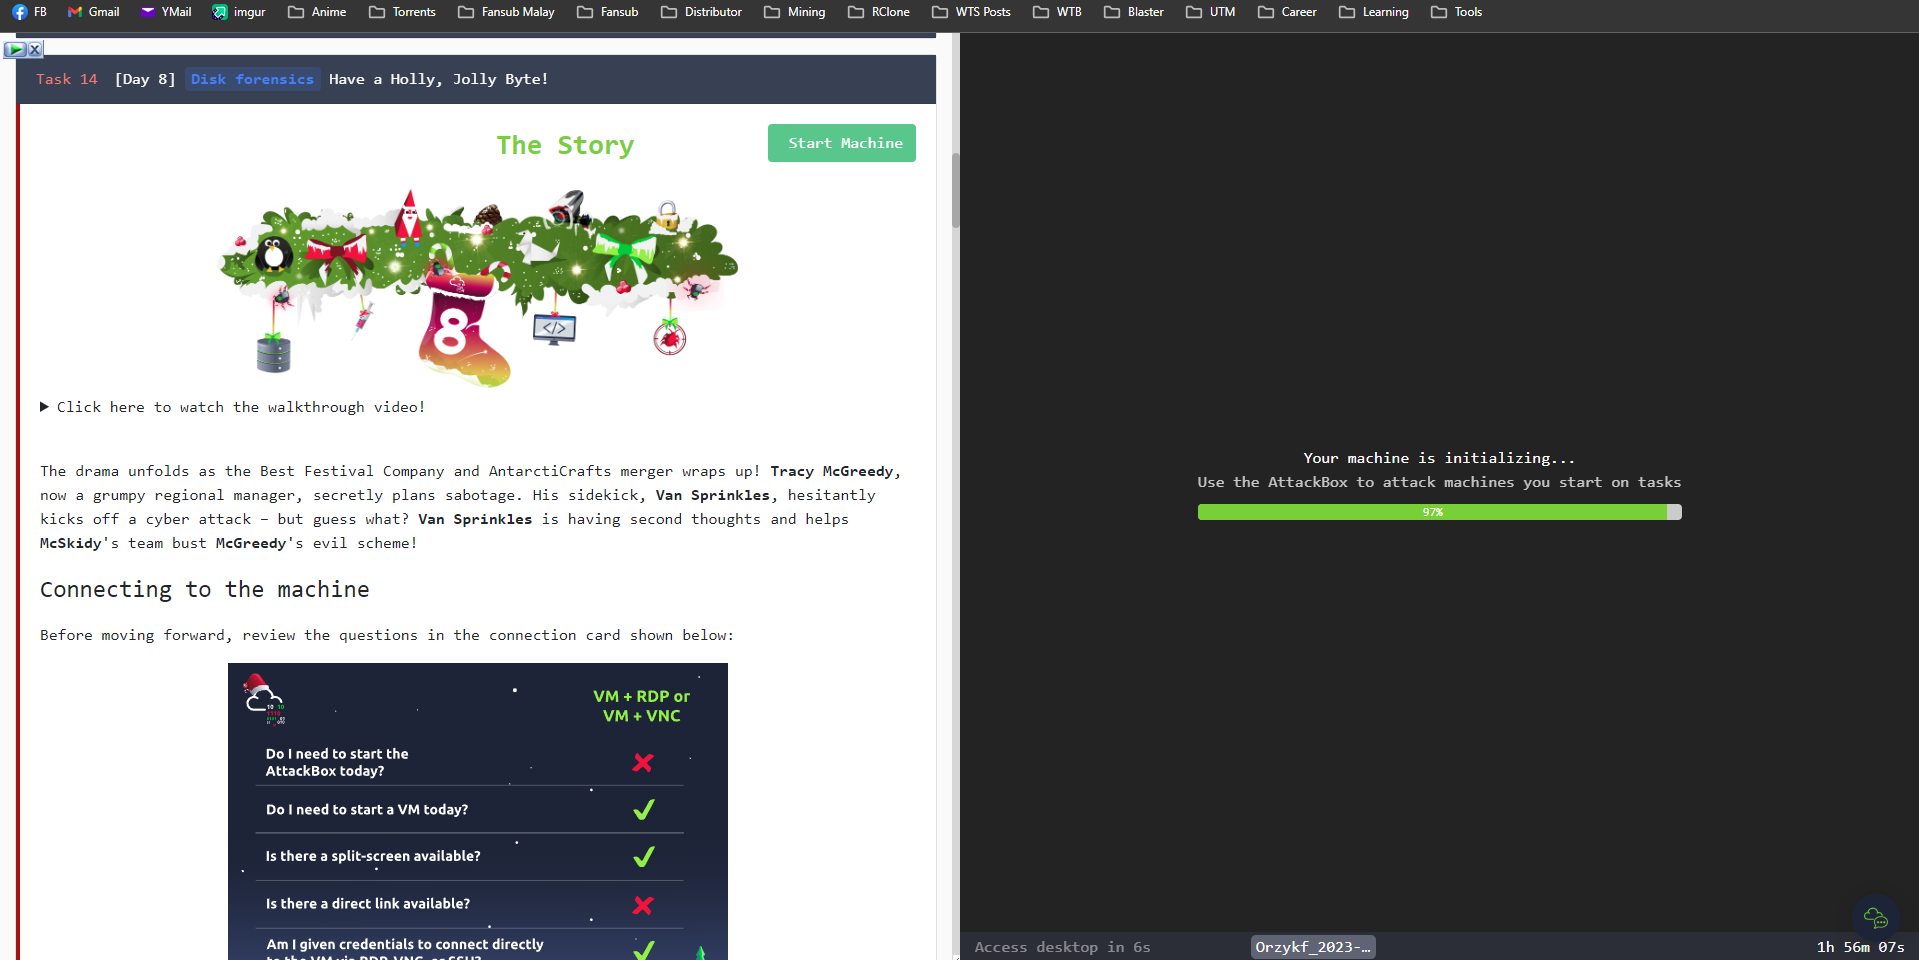 FB Gmail YMail imgur Anime Torrents Fansub Malay Fansub Distributor Mining RClone WTS Posts WTB Blaster UTM Career Learning Tools
Task 14 [Day 8] Disk forensics Have a Holly, Jolly Byte!
The Story
Start Machine
8
</>
Click here to watch the walkthrough video!
The drama unfolds as the Best Festival Company and AntarctiCrafts merger wraps up! Tracy McGreedy,
now a grumpy regional manager, secretly plans sabotage. His sidekick, Van Sprinkles, hesitantly
kicks off a cyber attack – but guess what? Van Sprinkles is having second thoughts and helps
McSkidy's team bust McGreedy's evil scheme!
Connecting to the machine
Before moving forward, review the questions in the connection card shown below:
VM + RDP or
VM + VNC
Do I need to start the
AttackBox today?
Do I need to start a VM today?
Is there a split-screen available?
Is there a direct link available?
Am I given credentials to connect directly
to the VM via RDP, VNC, or SSH?
Your machine is initializing...
Use the AttackBox to attack machines you start on tasks
97%
Access desktop in 6s
Orzykf_2023-…
1h 56m 07s